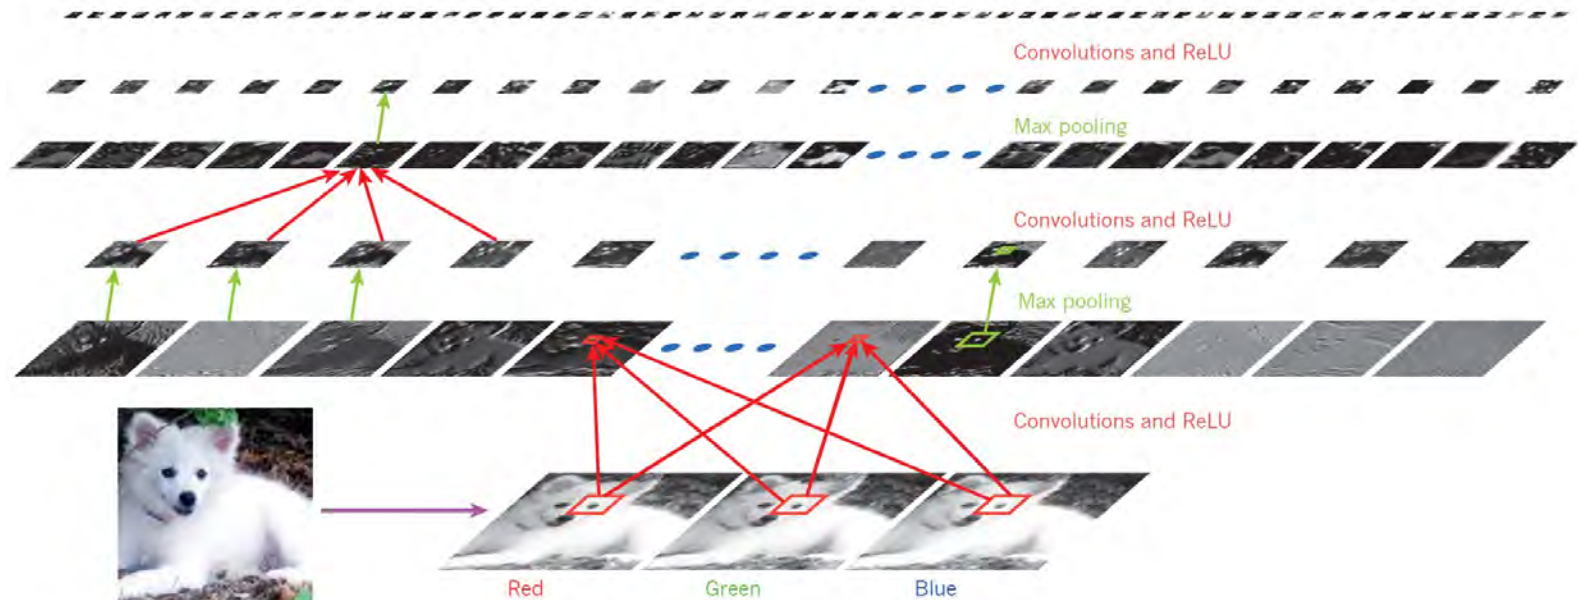 Convolutions and ReLU
Max pooling
Convolutions and ReLU
Max pooling
Convolutions and ReLU
Red
Green
Blue